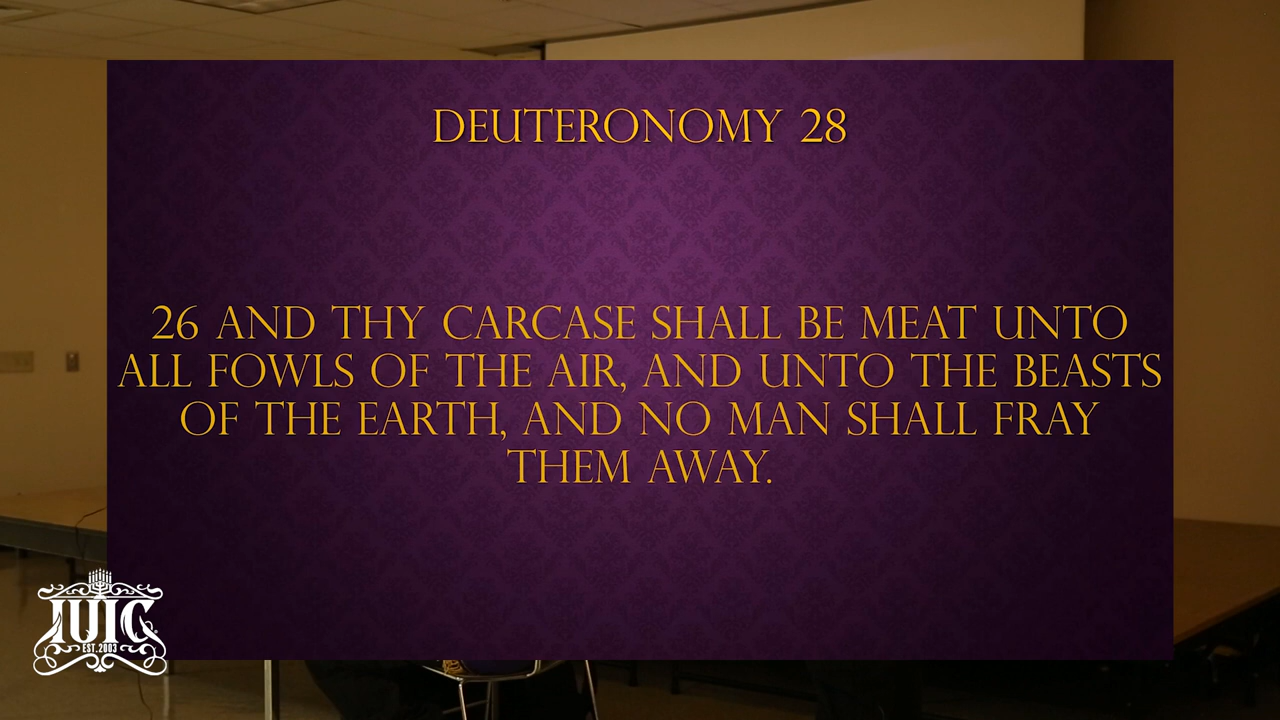 DEUTERONOMY 28
26 AND THY CARCASE SHALL BE MEAT UNTO
ALL FOWLS OF THE AIR, AND UNTO THE BEASTS
OF THE EARTH, AND NO MAN SHALL FRAY
THEM AWAY.
IUIC
EST. 2003